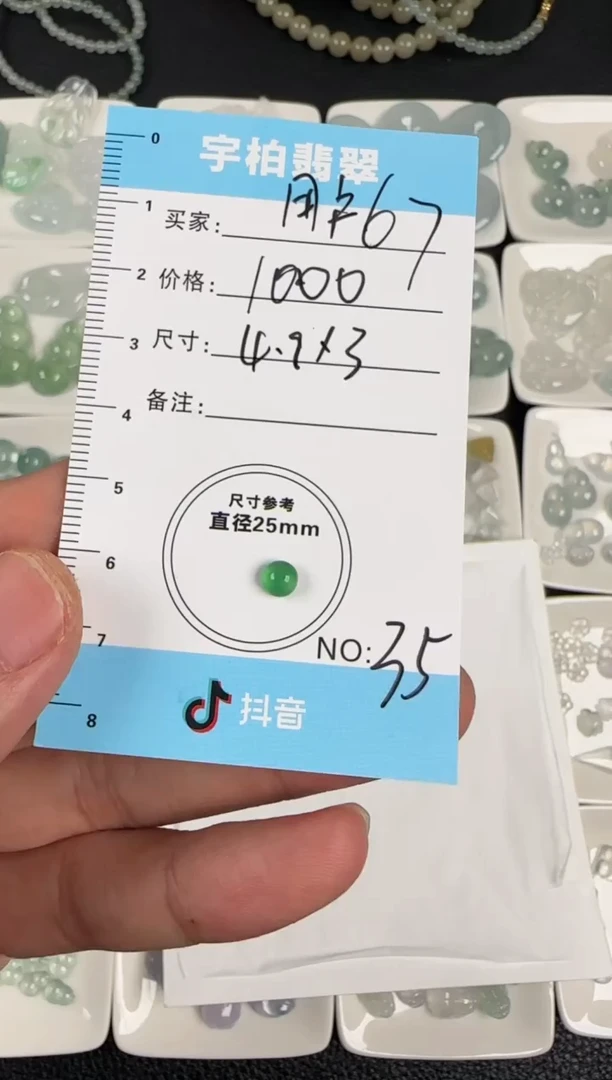 宇柏翡翠
买家: 用户67
价格: 1000
尺寸: 4.9×3
备注:
尺寸参考
直径25mm
NO: 35
抖音
0
1
2
3
4
5
6
7
8